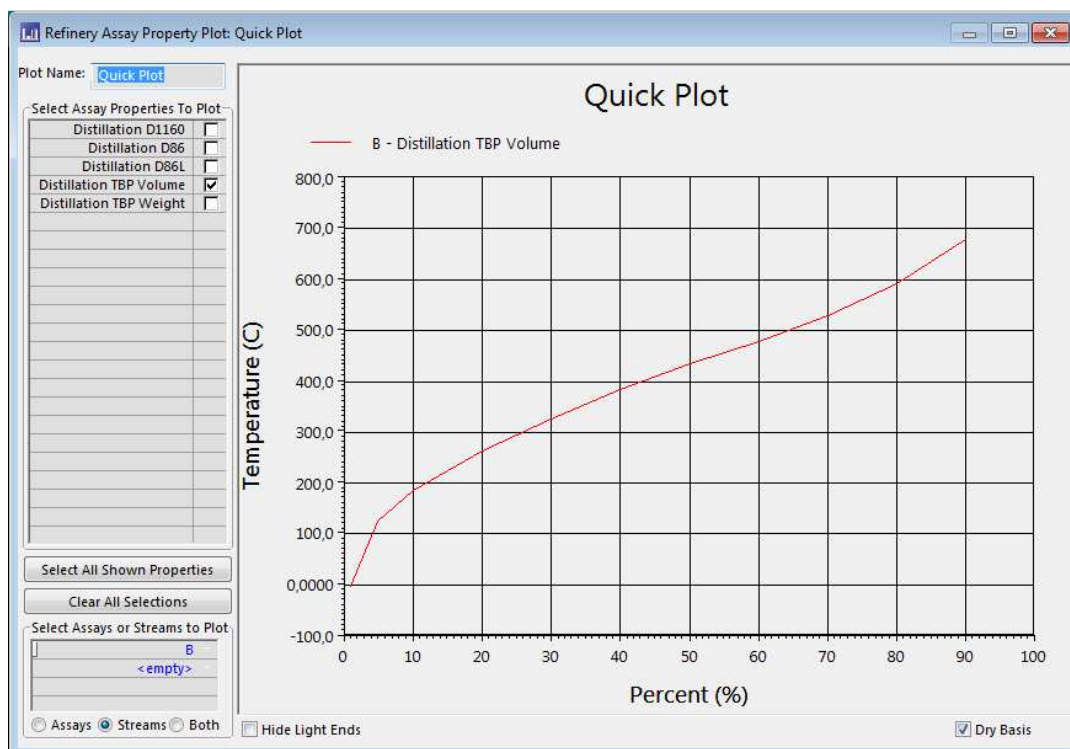 Refinery Assay Property Plot: Quick Plot
Plot Name: Quick Plot
Select Assay Properties To Plot
Distillation D1160
Distillation D86
Distillation D86L
Distillation TBP Volume
Distillation TBP Weight
Select All Shown Properties
Clear All Selections
Select Assays or Streams to Plot
B
<empty>
Assays Streams Both
Quick Plot
B - Distillation TBP Volume
Temperature (C)
800,0
700,0
600,0
500,0
400,0
300,0
200,0
100,0
0,0000
-100,0
0 10 20 30 40 50 60 70 80 90 100
Percent (%)
Hide Light Ends
Dry Basis